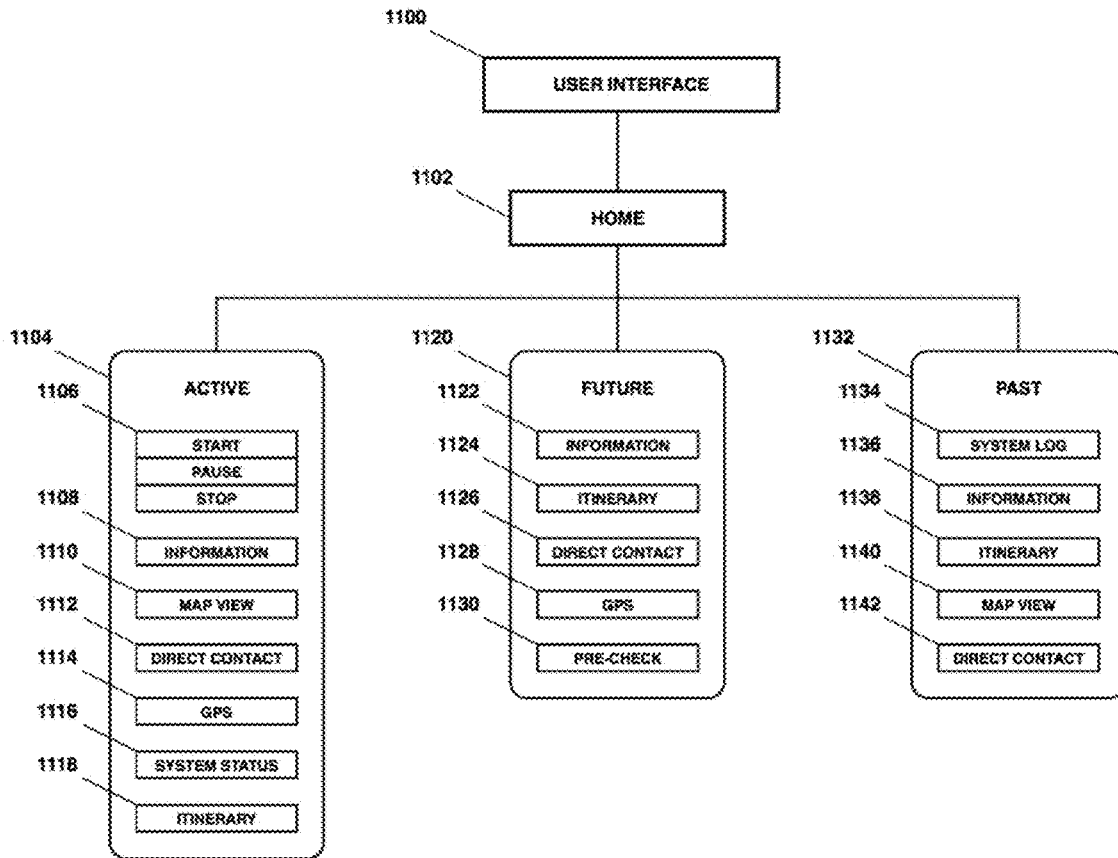 1100
USER INTERFACE
1102
HOME
1104
ACTIVE
1106
START
PAUSE
STOP
1108
INFORMATION
1110
MAP VIEW
1112
DIRECT CONTACT
1114
GPS
1116
SYSTEM STATUS
1118
ITINERARY
1120
FUTURE
1122
INFORMATION
1124
ITINERARY
1126
DIRECT CONTACT
1128
GPS
1130
PRE-CHECK
1132
PAST
1134
SYSTEM LOG
1136
INFORMATION
1138
ITINERARY
1140
MAP VIEW
1142
DIRECT CONTACT